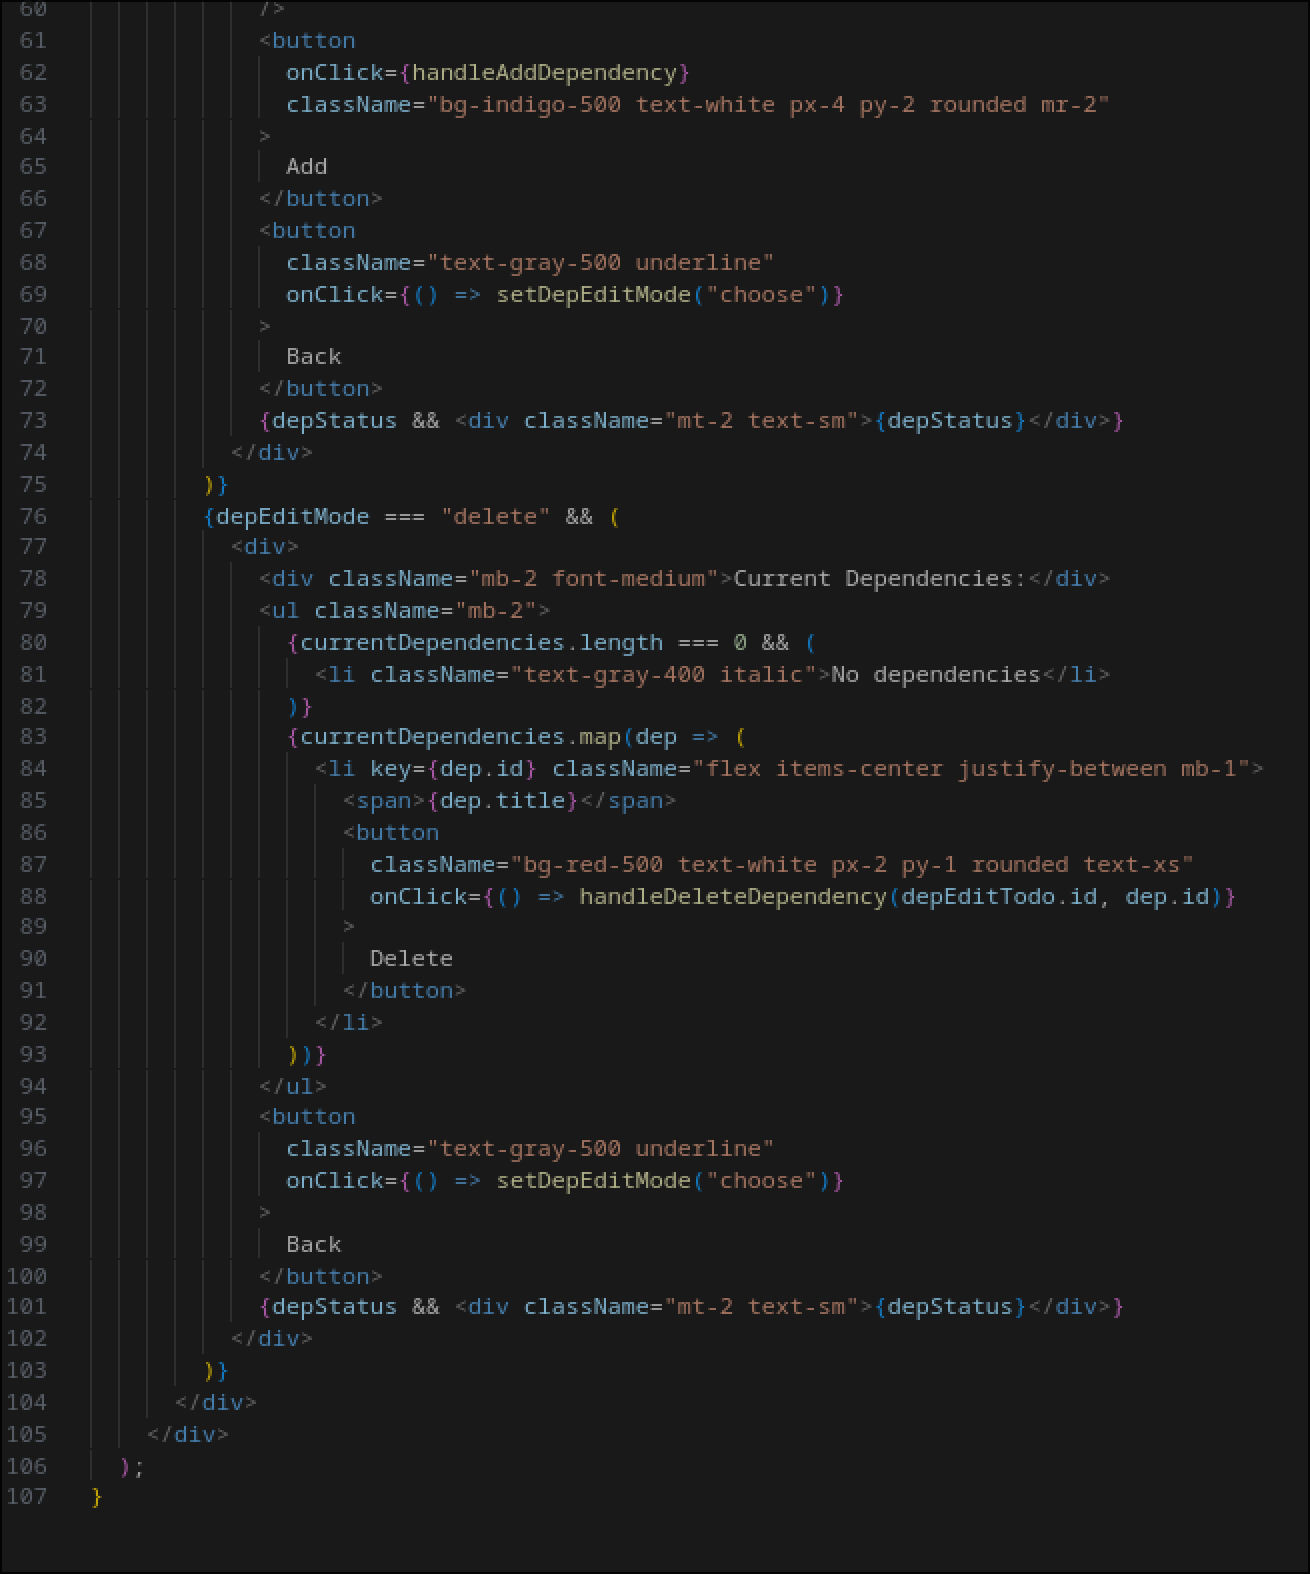 60 />
61 <button
62 onClick={handleAddDependency}
63 className="bg-indigo-500 text-white px-4 py-2 rounded mr-2"
64 >
65 Add
66 </button>
67 <button
68 className="text-gray-500 underline"
69 onClick={() => setDepEditMode("choose")}
70 >
71 Back
72 </button>
73 {depStatus && <div className="mt-2 text-sm">{depStatus}</div>}
74 </div>
75 )}
76 {depEditMode === "delete" && (
77 <div>
78 <div className="mb-2 font-medium">Current Dependencies:</div>
79 <ul className="mb-2">
80 {currentDependencies.length === 0 && (
81 <li className="text-gray-400 italic">No dependencies</li>
82 )}
83 {currentDependencies.map(dep => (
84 <li key={dep.id} className="flex items-center justify-between mb-1">
85 <span>{dep.title}</span>
86 <button
87 className="bg-red-500 text-white px-2 py-1 rounded text-xs"
88 onClick={() => handleDeleteDependency(depEditTodo.id, dep.id)}
89 >
90 Delete
91 </button>
92 </li>
93 ))}
94 </ul>
95 <button
96 className="text-gray-500 underline"
97 onClick={() => setDepEditMode("choose")}
98 >
99 Back
100 </button>
101 {depStatus && <div className="mt-2 text-sm">{depStatus}</div>}
102 </div>
103 )}
104 </div>
105 </div>
106 );
107 }